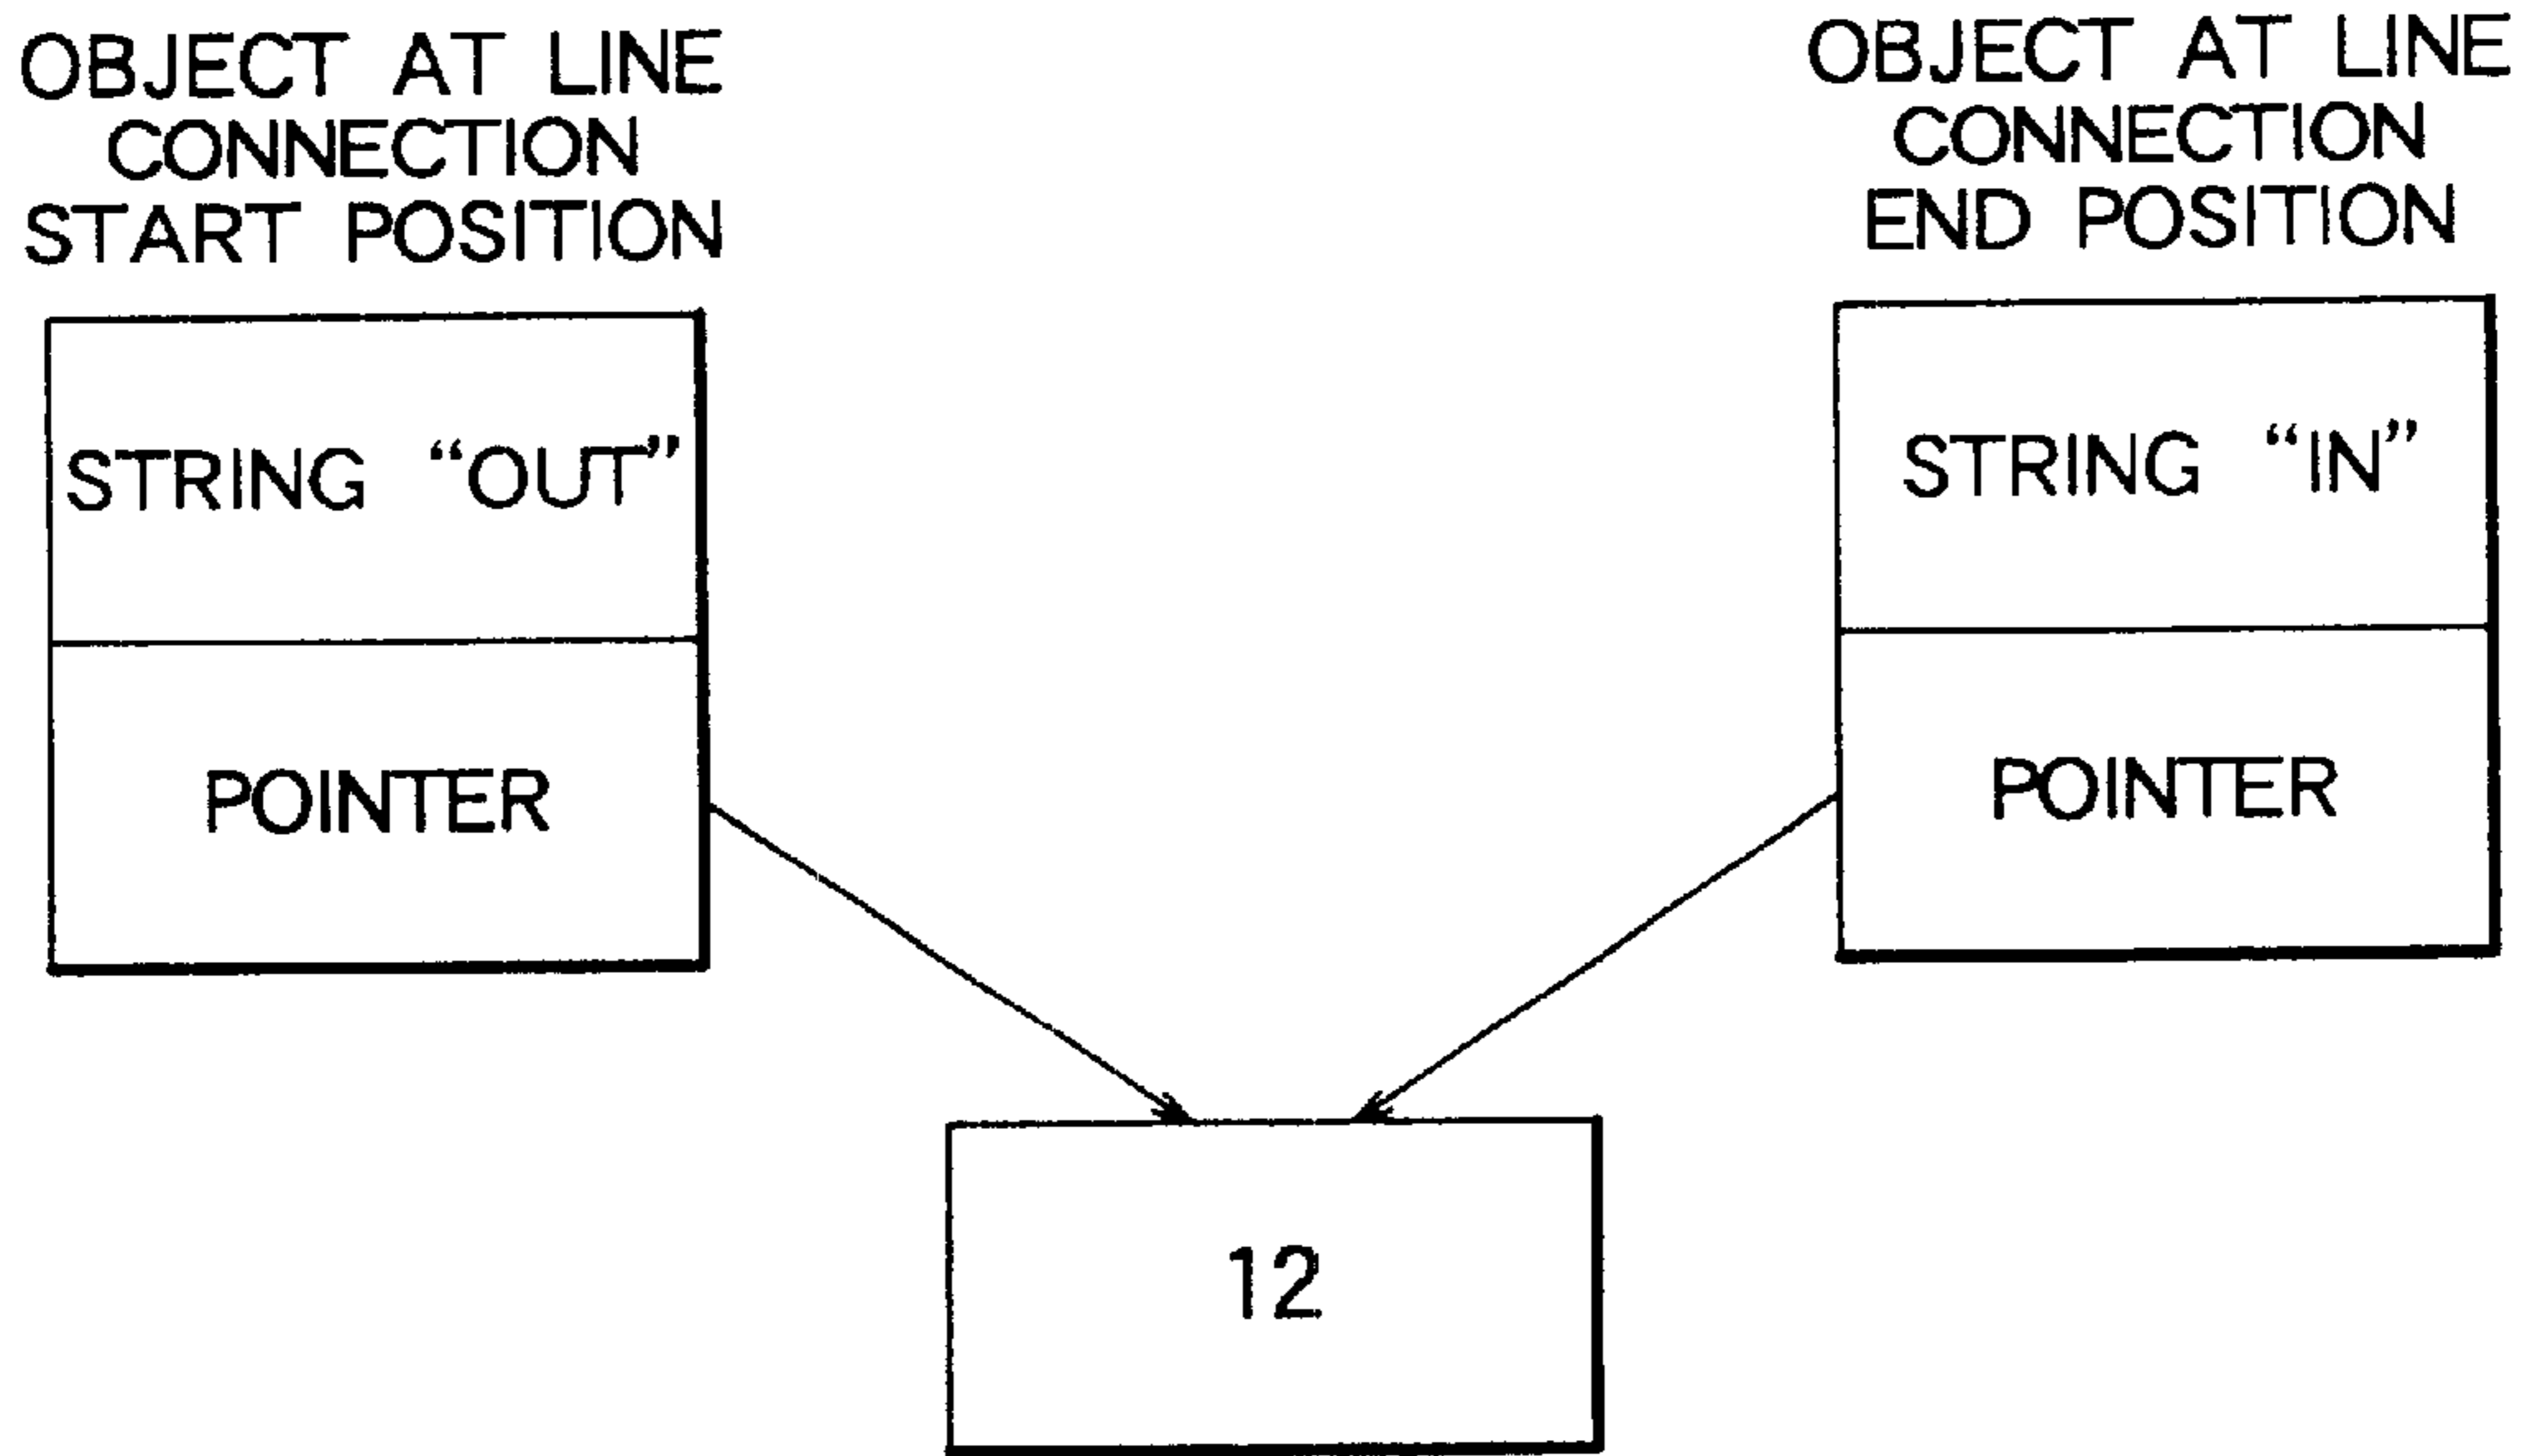 OBJECT AT LINE
CONNECTION
START POSITION
OBJECT AT LINE
CONNECTION
END POSITION
STRING “OUT”
STRING “IN”
POINTER
POINTER
12